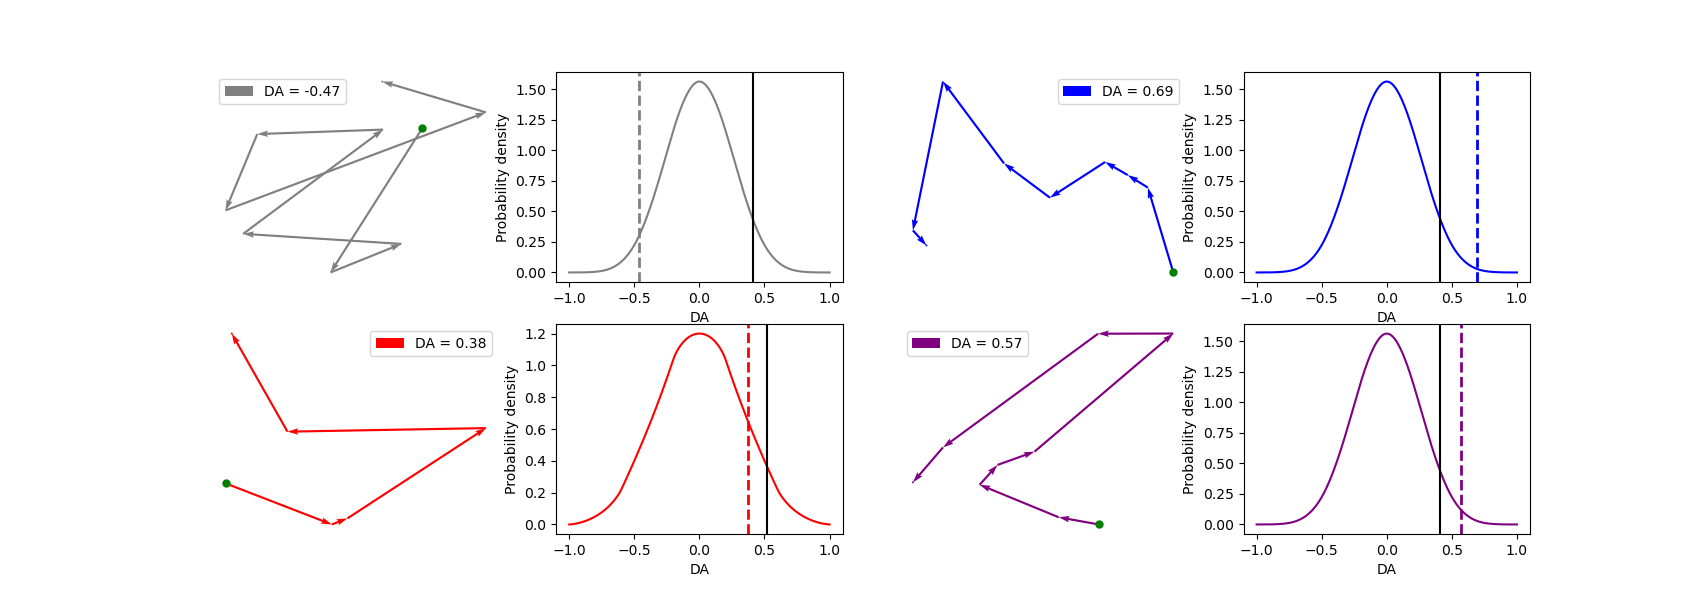 DA = -0.47
Probability density
1.50
1.25
1.00
0.75
0.50
0.25
0.00
−1.0 −0.5 0.0 0.5 1.0
DA
DA = 0.69
Probability density
1.50
1.25
1.00
0.75
0.50
0.25
0.00
−1.0 −0.5 0.0 0.5 1.0
DA
DA = 0.38
Probability density
1.2
1.0
0.8
0.6
0.4
0.2
0.0
−1.0 −0.5 0.0 0.5 1.0
DA
DA = 0.57
Probability density
1.50
1.25
1.00
0.75
0.50
0.25
0.00
−1.0 −0.5 0.0 0.5 1.0
DA